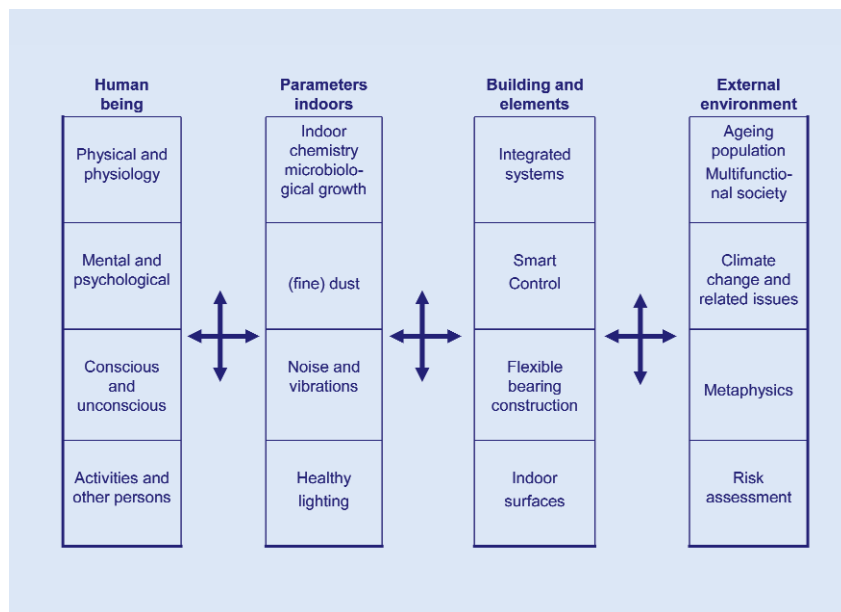 Human
being
Physical and
physiology
Mental and
psychological
Conscious
and
unconscious
Activities and
other persons
Parameters
indoors
Indoor
chemistry
microbiolo-
gical growth
(fine) dust
Noise and
vibrations
Healthy
lighting
Building and
elements
Integrated
systems
Smart
Control
Flexible
bearing
construction
Indoor
surfaces
External
environment
Ageing
population
Multifunctio-
nal society
Climate
change and
related issues
Metaphysics
Risk
assessment